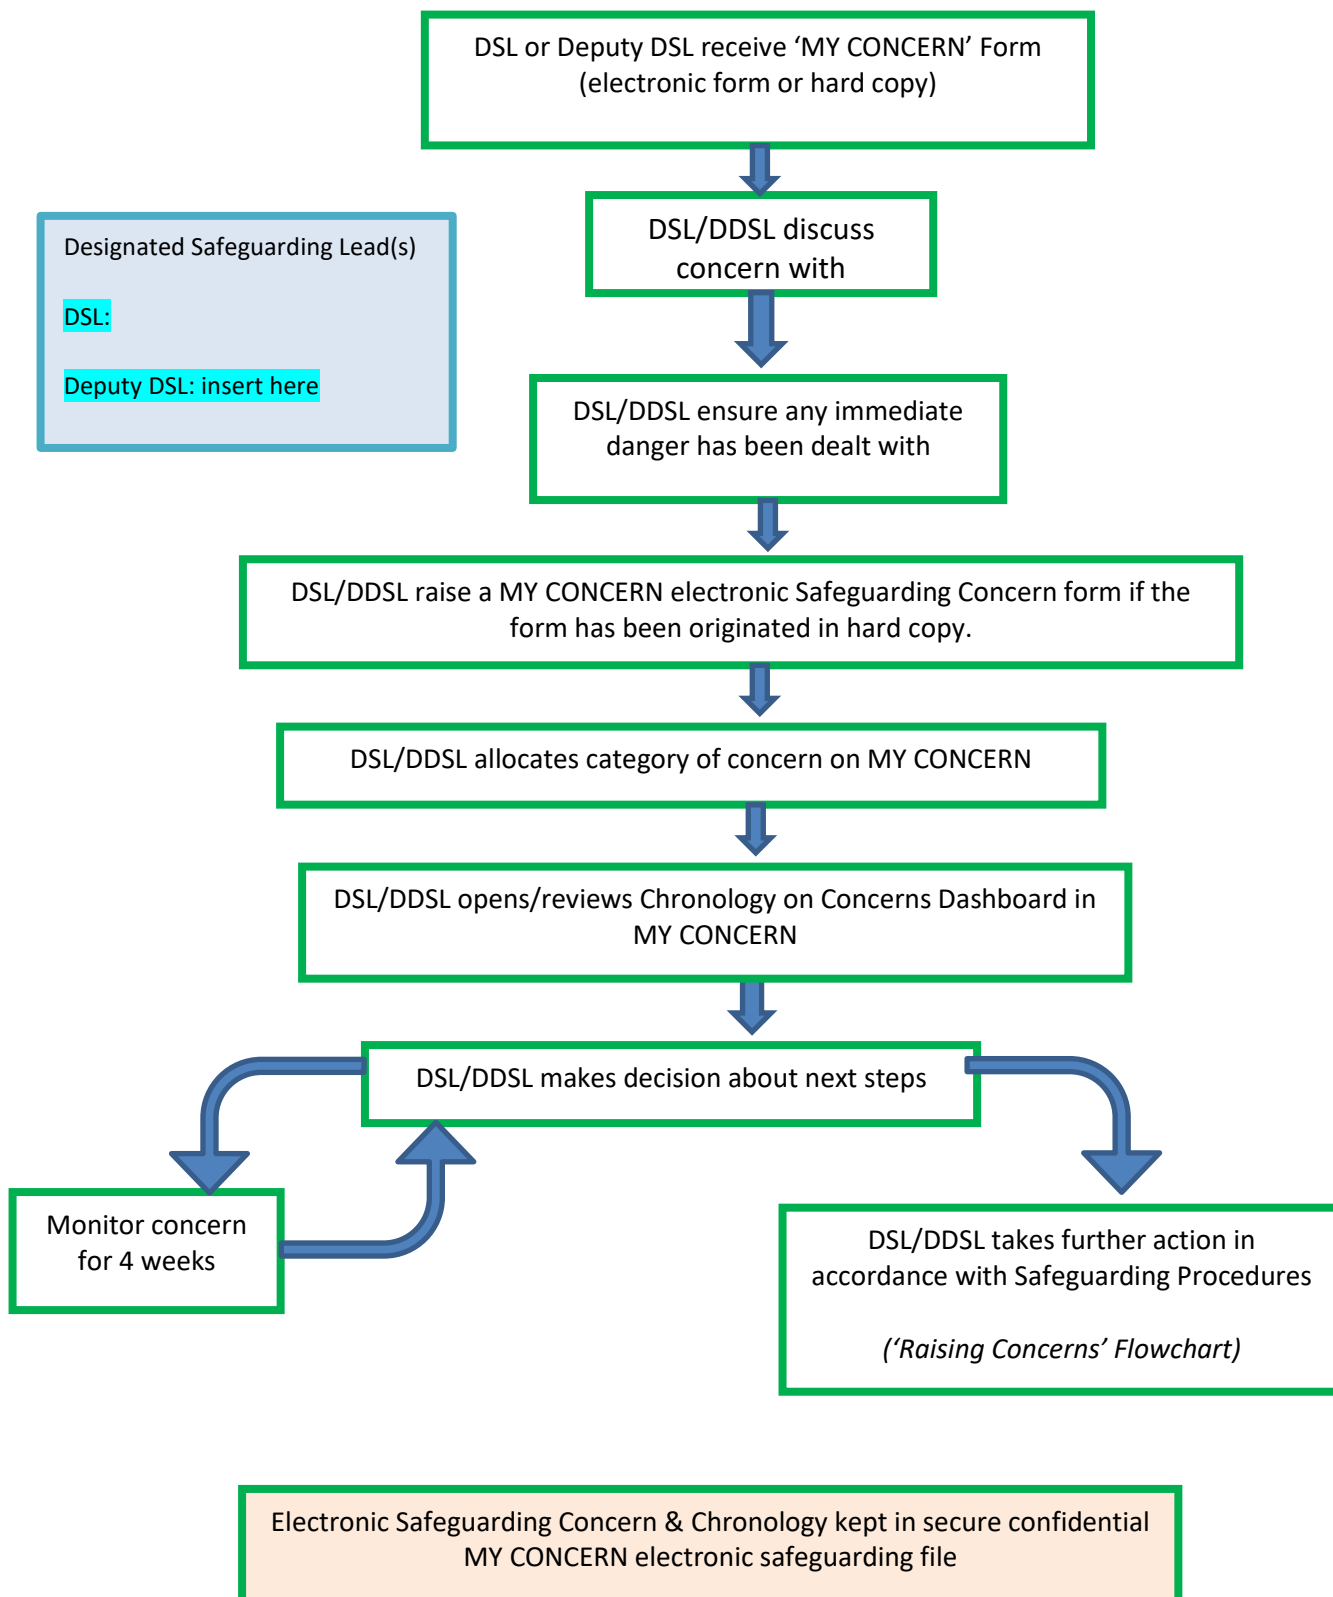 DSL or Deputy DSL receive ‘MY CONCERN’ Form
(electronic form or hard copy)
DSL/DDSL discuss
concern with
Designated Safeguarding Lead(s)
DSL:
Deputy DSL: insert here
DSL/DDSL ensure any immediate
danger has been dealt with
DSL/DDSL raise a MY CONCERN electronic Safeguarding Concern form if the
form has been originated in hard copy.
DSL/DDSL allocates category of concern on MY CONCERN
DSL/DDSL opens/reviews Chronology on Concerns Dashboard in
MY CONCERN
DSL/DDSL makes decision about next steps
Monitor concern
for 4 weeks
DSL/DDSL takes further action in
accordance with Safeguarding Procedures
(‘Raising Concerns’ Flowchart)
Electronic Safeguarding Concern & Chronology kept in secure confidential
MY CONCERN electronic safeguarding file